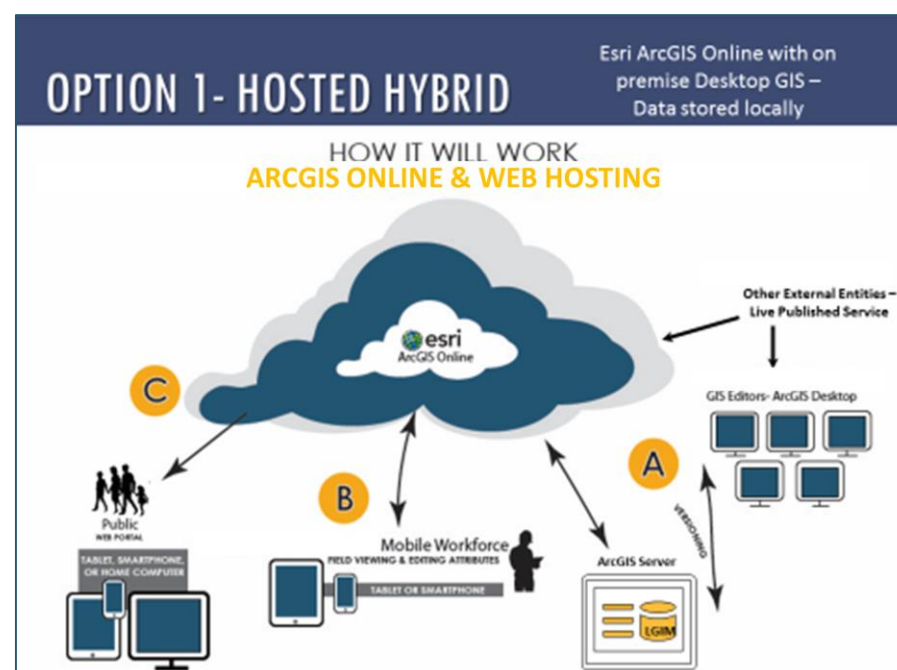 OPTION 1- HOSTED HYBRID
Esri ArcGIS Online with on
premise Desktop GIS –
Data stored locally
HOW IT WILL WORK
ARCGIS ONLINE & WEB HOSTING
Other External Entities –
Live Published Service
esri
ArcGIS Online
C
GIS Editors- ArcGIS Desktop
A
B
VERSIONING
Public
WEB PORTAL
TABLET, SMARTPHONE,
OR HOME COMPUTER
Mobile Workforce
FIELD VIEWING & EDITING ATTRIBUTES
TABLET OR SMARTPHONE
ArcGIS Server
LGIM